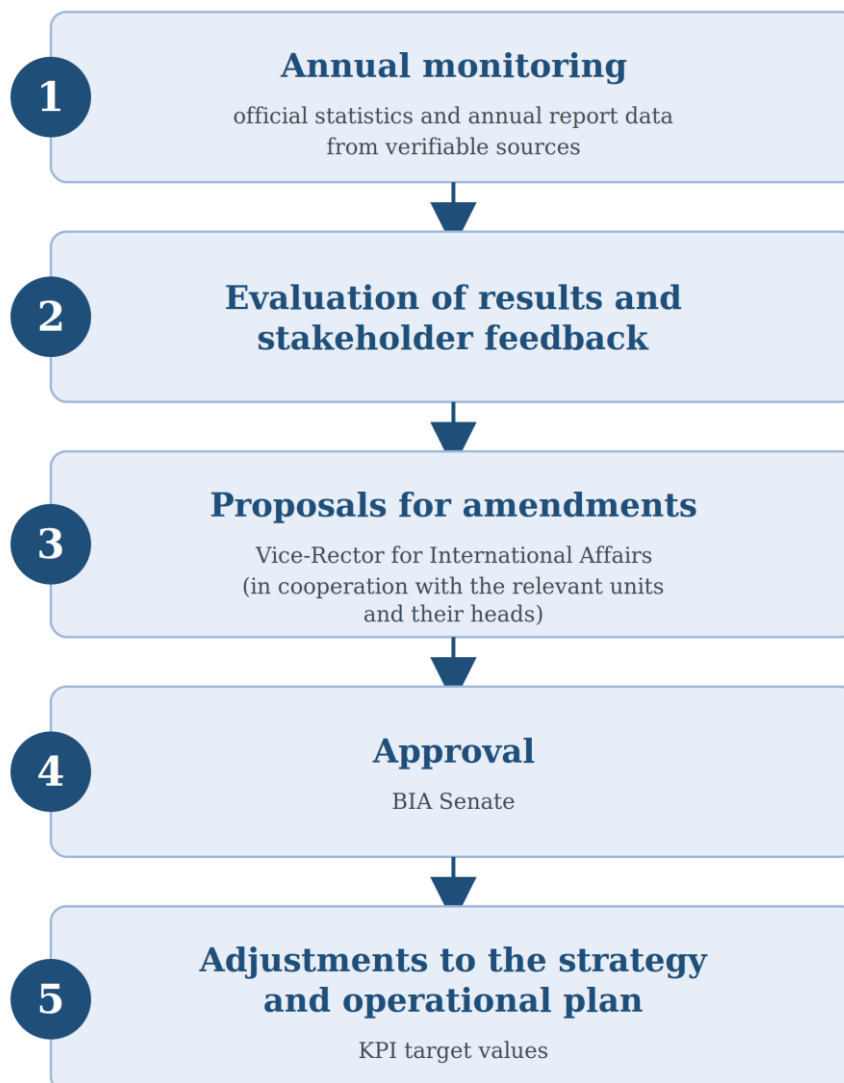 1
Annual monitoring
official statistics and annual report data
from verifiable sources
2
Evaluation of results and
stakeholder feedback
3
Proposals for amendments
Vice-Rector for International Affairs
(in cooperation with the relevant units
and their heads)
4
Approval
BIA Senate
5
Adjustments to the strategy
and operational plan
KPI target values